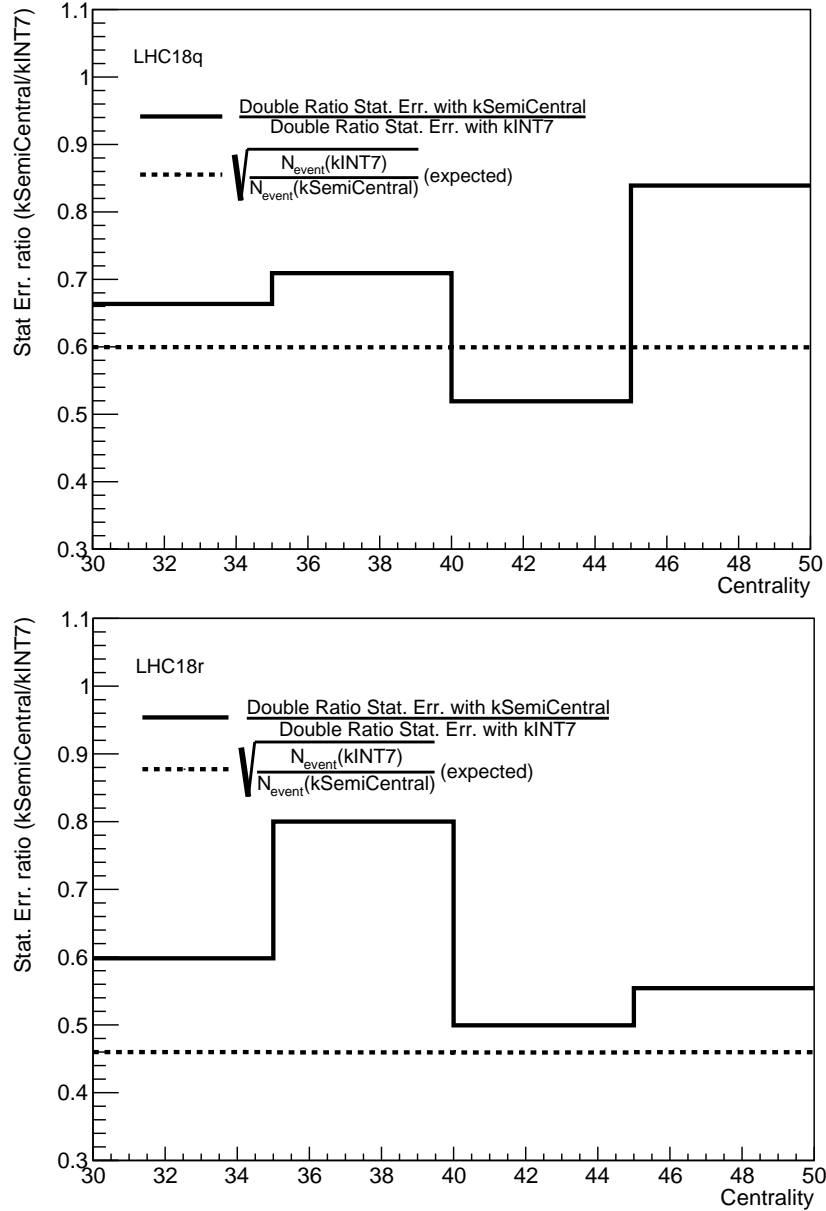 Stat Err. ratio (kSemiCentral/kINT7)
1.1
1
0.9
0.8
0.7
0.6
0.5
0.4
0.3
LHC18q
Double Ratio Stat. Err. with kSemiCentral
Double Ratio Stat. Err. with kINT7
√ N_event(kINT7)
N_event(kSemiCentral) (expected)
30 32 34 36 38 40 42 44 46 48 50
Centrality
Stat. Err. ratio (kSemiCentral/kINT7)
1.1
1
0.9
0.8
0.7
0.6
0.5
0.4
0.3
LHC18r
Double Ratio Stat. Err. with kSemiCentral
Double Ratio Stat. Err. with kINT7
√ N_event(kINT7)
N_event(kSemiCentral) (expected)
30 32 34 36 38 40 42 44 46 48 50
Centrality